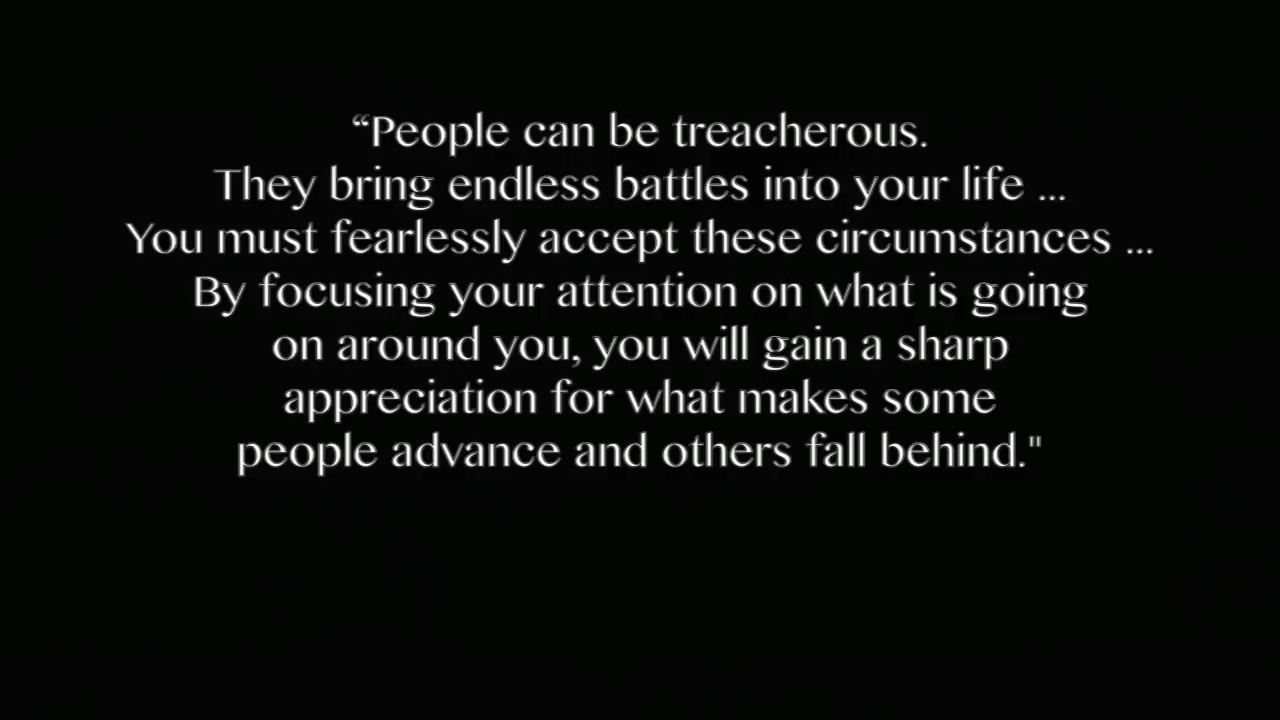 “People can be treacherous.
They bring endless battles into your life ...
You must fearlessly accept these circumstances ...
By focusing your attention on what is going
on around you, you will gain a sharp
appreciation for what makes some
people advance and others fall behind."